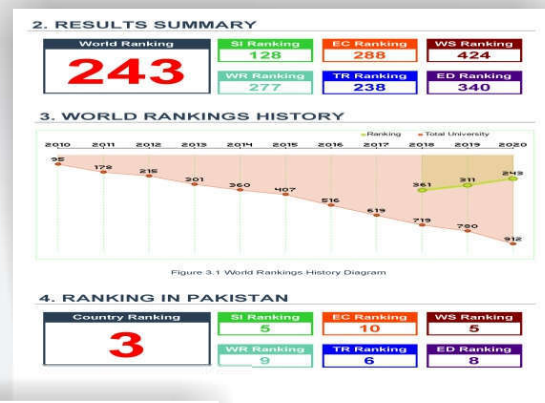 2. RESULTS SUMMARY
World Ranking
243
SI Ranking
128
EC Ranking
288
WS Ranking
424
WR Ranking
277
TR Ranking
238
ED Ranking
340
3. WORLD RANKINGS HISTORY
Ranking Total University
2010 2011 2012 2013 2014 2015 2016 2017 2018 2019 2020
95 178 215 301 360 407 516 619 719 780 912
361 311 243
Figure 3.1 World Rankings History Diagram
4. RANKING IN PAKISTAN
Country Ranking
3
SI Ranking
5
EC Ranking
10
WS Ranking
5
WR Ranking
9
TR Ranking
6
ED Ranking
8